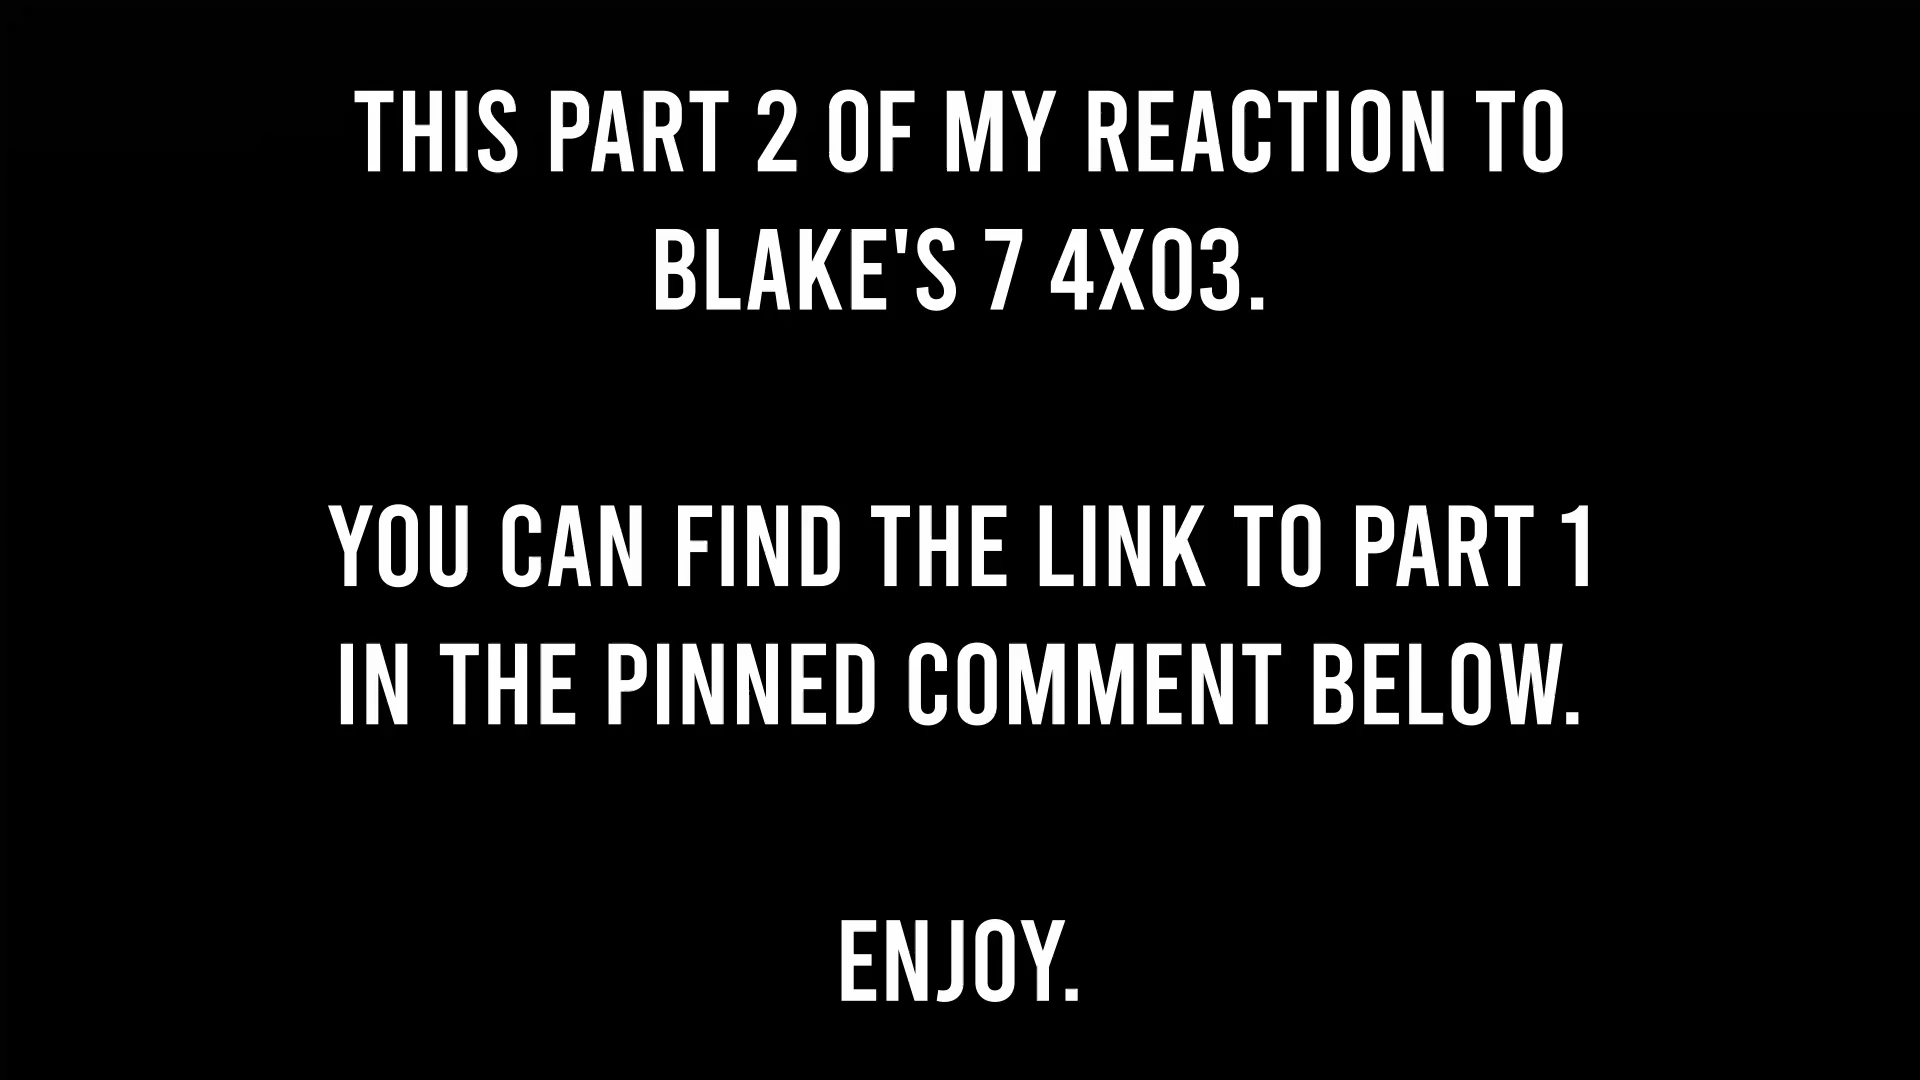 THIS PART 2 OF MY REACTION TO
BLAKE'S 7 4X03.
YOU CAN FIND THE LINK TO PART 1
IN THE PINNED COMMENT BELOW.
ENJOY.